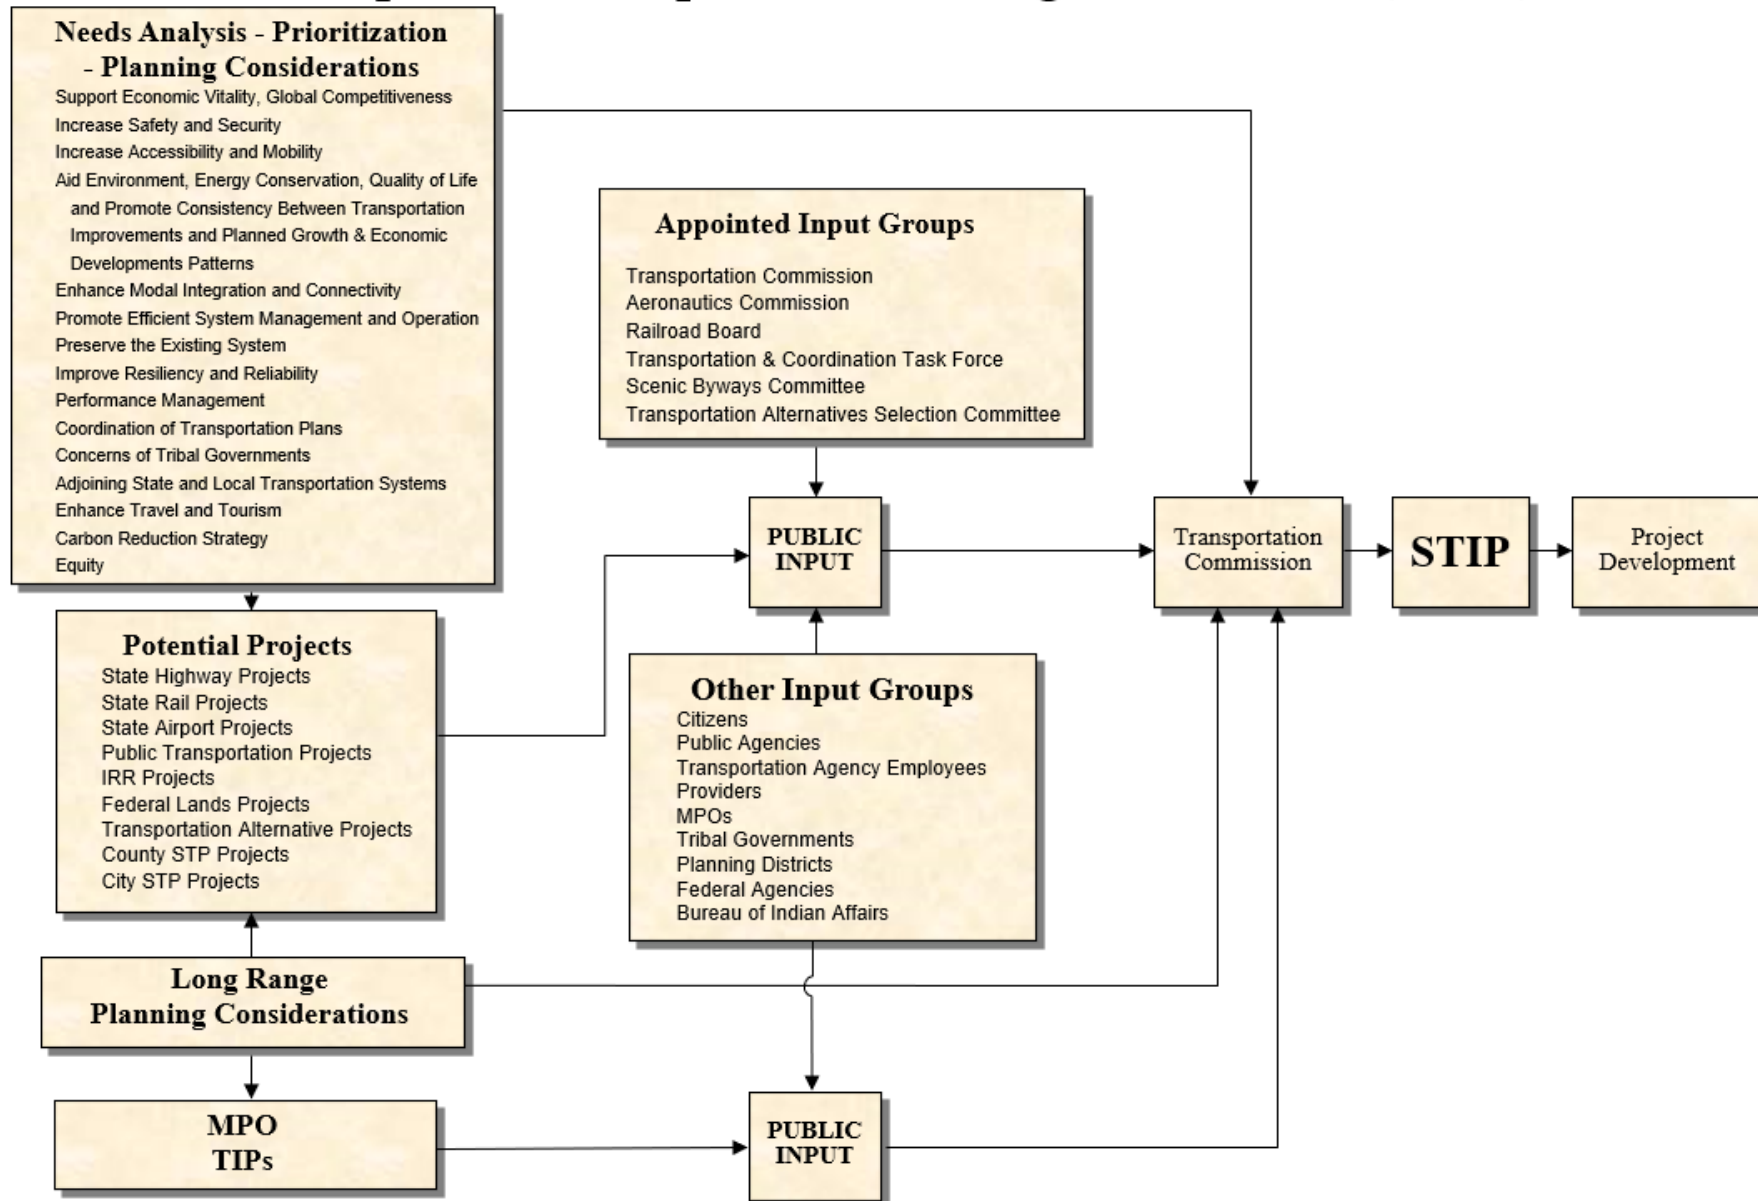 Needs Analysis - Prioritization
- Planning Considerations
Support Economic Vitality, Global Competitiveness
Increase Safety and Security
Increase Accessibility and Mobility
Aid Environment, Energy Conservation, Quality of Life
and Promote Consistency Between Transportation
Improvements and Planned Growth & Economic
Developments Patterns
Enhance Modal Integration and Connectivity
Promote Efficient System Management and Operation
Preserve the Existing System
Improve Resiliency and Reliability
Performance Management
Coordination of Transportation Plans
Concerns of Tribal Governments
Adjoining State and Local Transportation Systems
Enhance Travel and Tourism
Carbon Reduction Strategy
Equity
Appointed Input Groups
Transportation Commission
Aeronautics Commission
Railroad Board
Transportation & Coordination Task Force
Scenic Byways Committee
Transportation Alternatives Selection Committee
PUBLIC
INPUT
Transportation
Commission
STIP
Project
Development
Potential Projects
State Highway Projects
State Rail Projects
State Airport Projects
Public Transportation Projects
IRR Projects
Federal Lands Projects
Transportation Alternative Projects
County STP Projects
City STP Projects
Other Input Groups
Citizens
Public Agencies
Transportation Agency Employees
Providers
MPOs
Tribal Governments
Planning Districts
Federal Agencies
Bureau of Indian Affairs
Long Range
Planning Considerations
MPO
TIPs
PUBLIC
INPUT